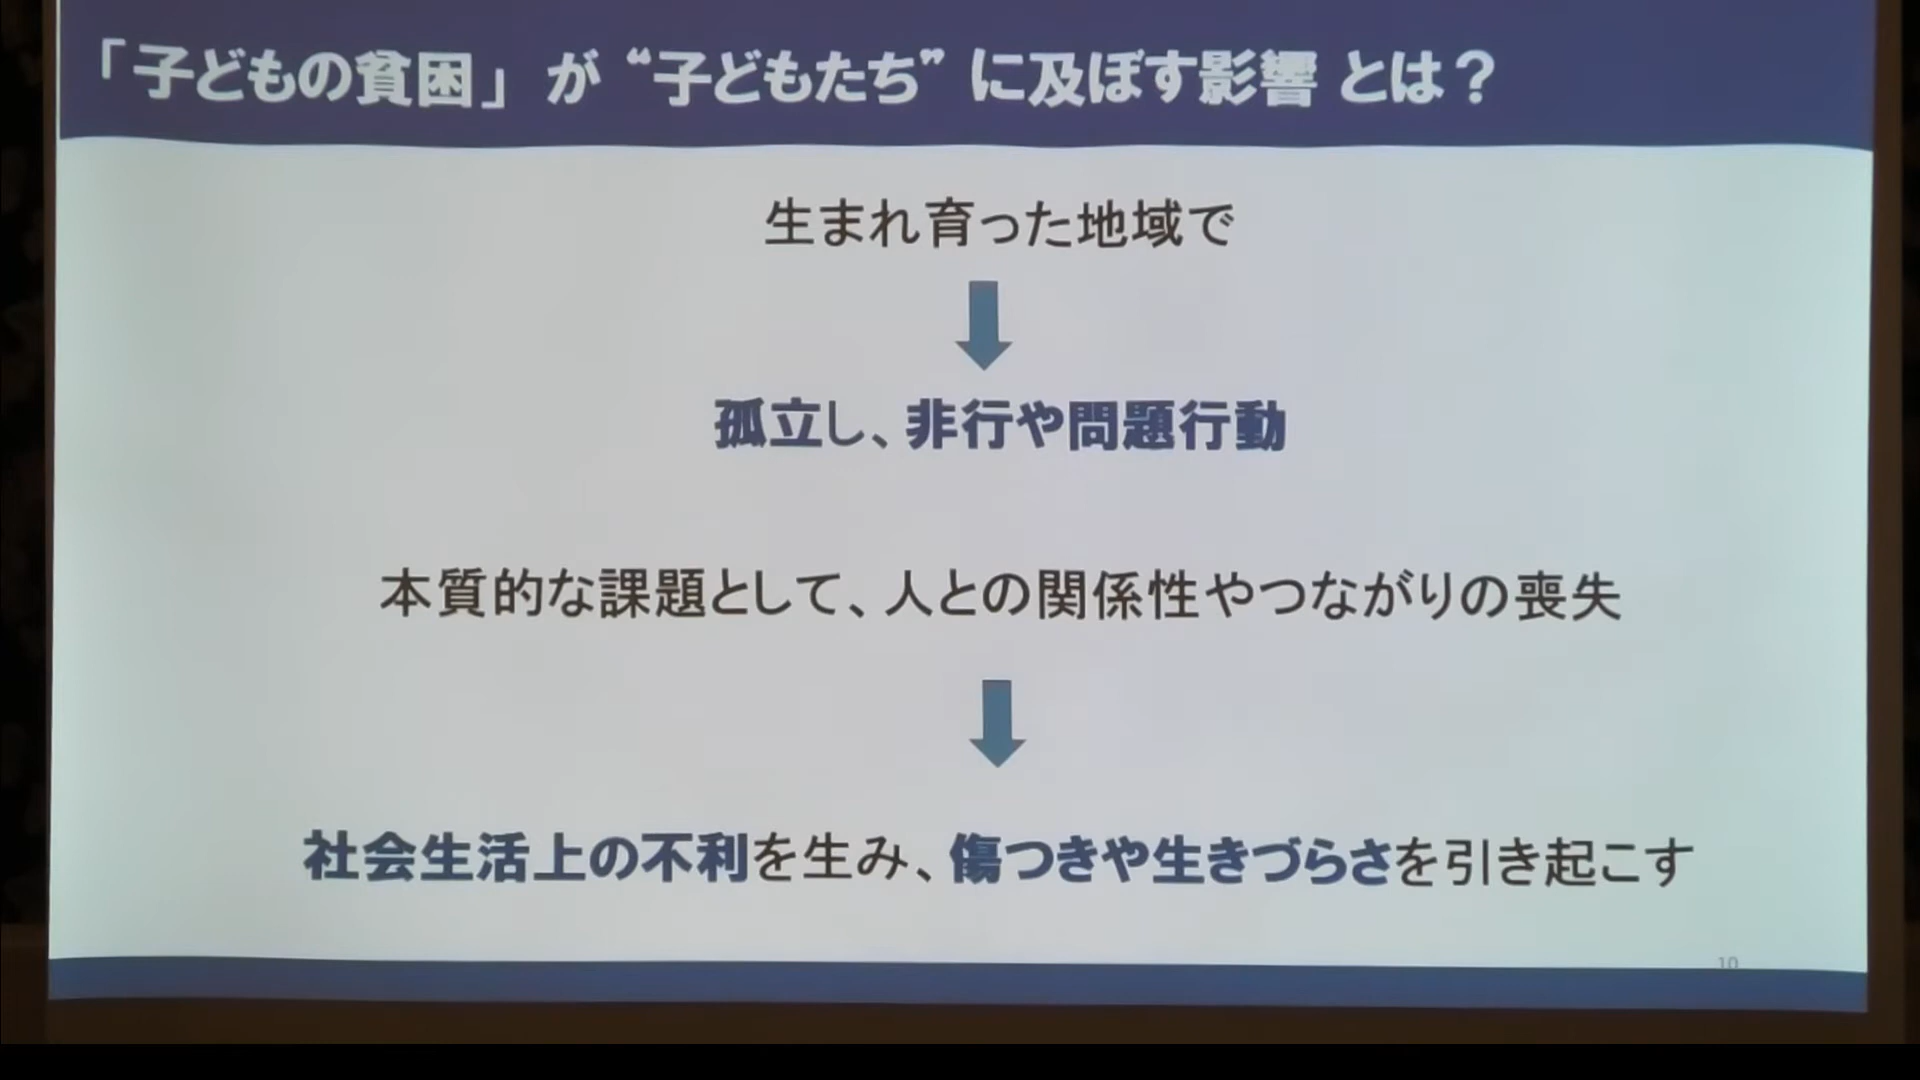 「子どもの貧困」が“子どもたち”に及ぼす影響とは？
生まれ育った地域で
孤立し、非行や問題行動
本質的な課題として、人との関係性やつながりの喪失
社会生活上の不利を生み、傷つきや生きづらさを引き起こす
10